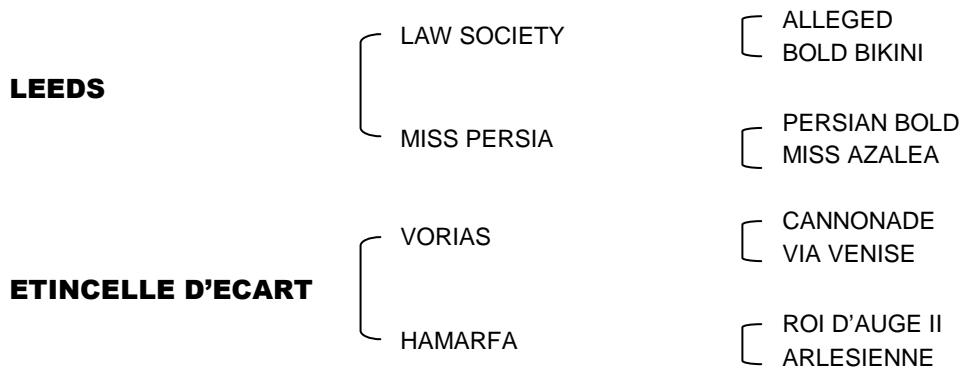 ALLEGED
LAW SOCIETY
BOLD BIKINI
LEEDS
PERSIAN BOLD
MISS PERSIA
MISS AZALEA
CANNONADE
VORIAS
VIA VENISE
ETINCELLE D’ECART
ROI D’AUGE II
HAMARFA
ARLESIENNE